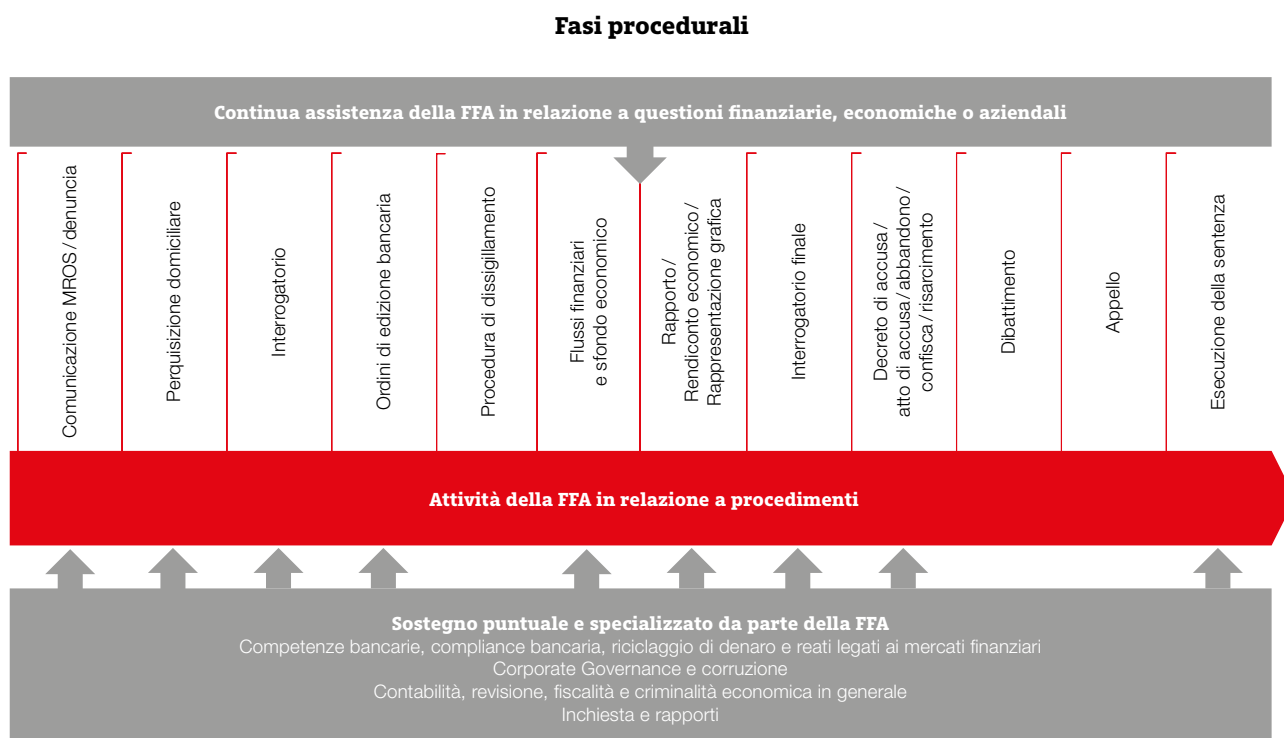 Fasi procedurali
Continua assistenza della FFA in relazione a questioni finanziarie, economiche o aziendali
Comunicazione MROS / denuncia
Perquisizione domiciliare
Interrogatorio
Ordini di edizione bancaria
Procedura di dissigillamento
Flussi finanziari
e sfondo economico
Rapporto /
Rendiconto economico /
Rappresentazione grafica
Interrogatorio finale
Decreto di accusa /
atto di accusa / abbandono /
confisca / risarcimento
Dibattimento
Appello
Esecuzione della sentenza
Attività della FFA in relazione a procedimenti
Sostegno puntuale e specializzato da parte della FFA
Competenze bancarie, compliance bancaria, riciclaggio di denaro e reati legati ai mercati finanziari
Corporate Governance e corruzione
Contabilità, revisione, fiscalità e criminalità economica in generale
Inchiesta e rapporti